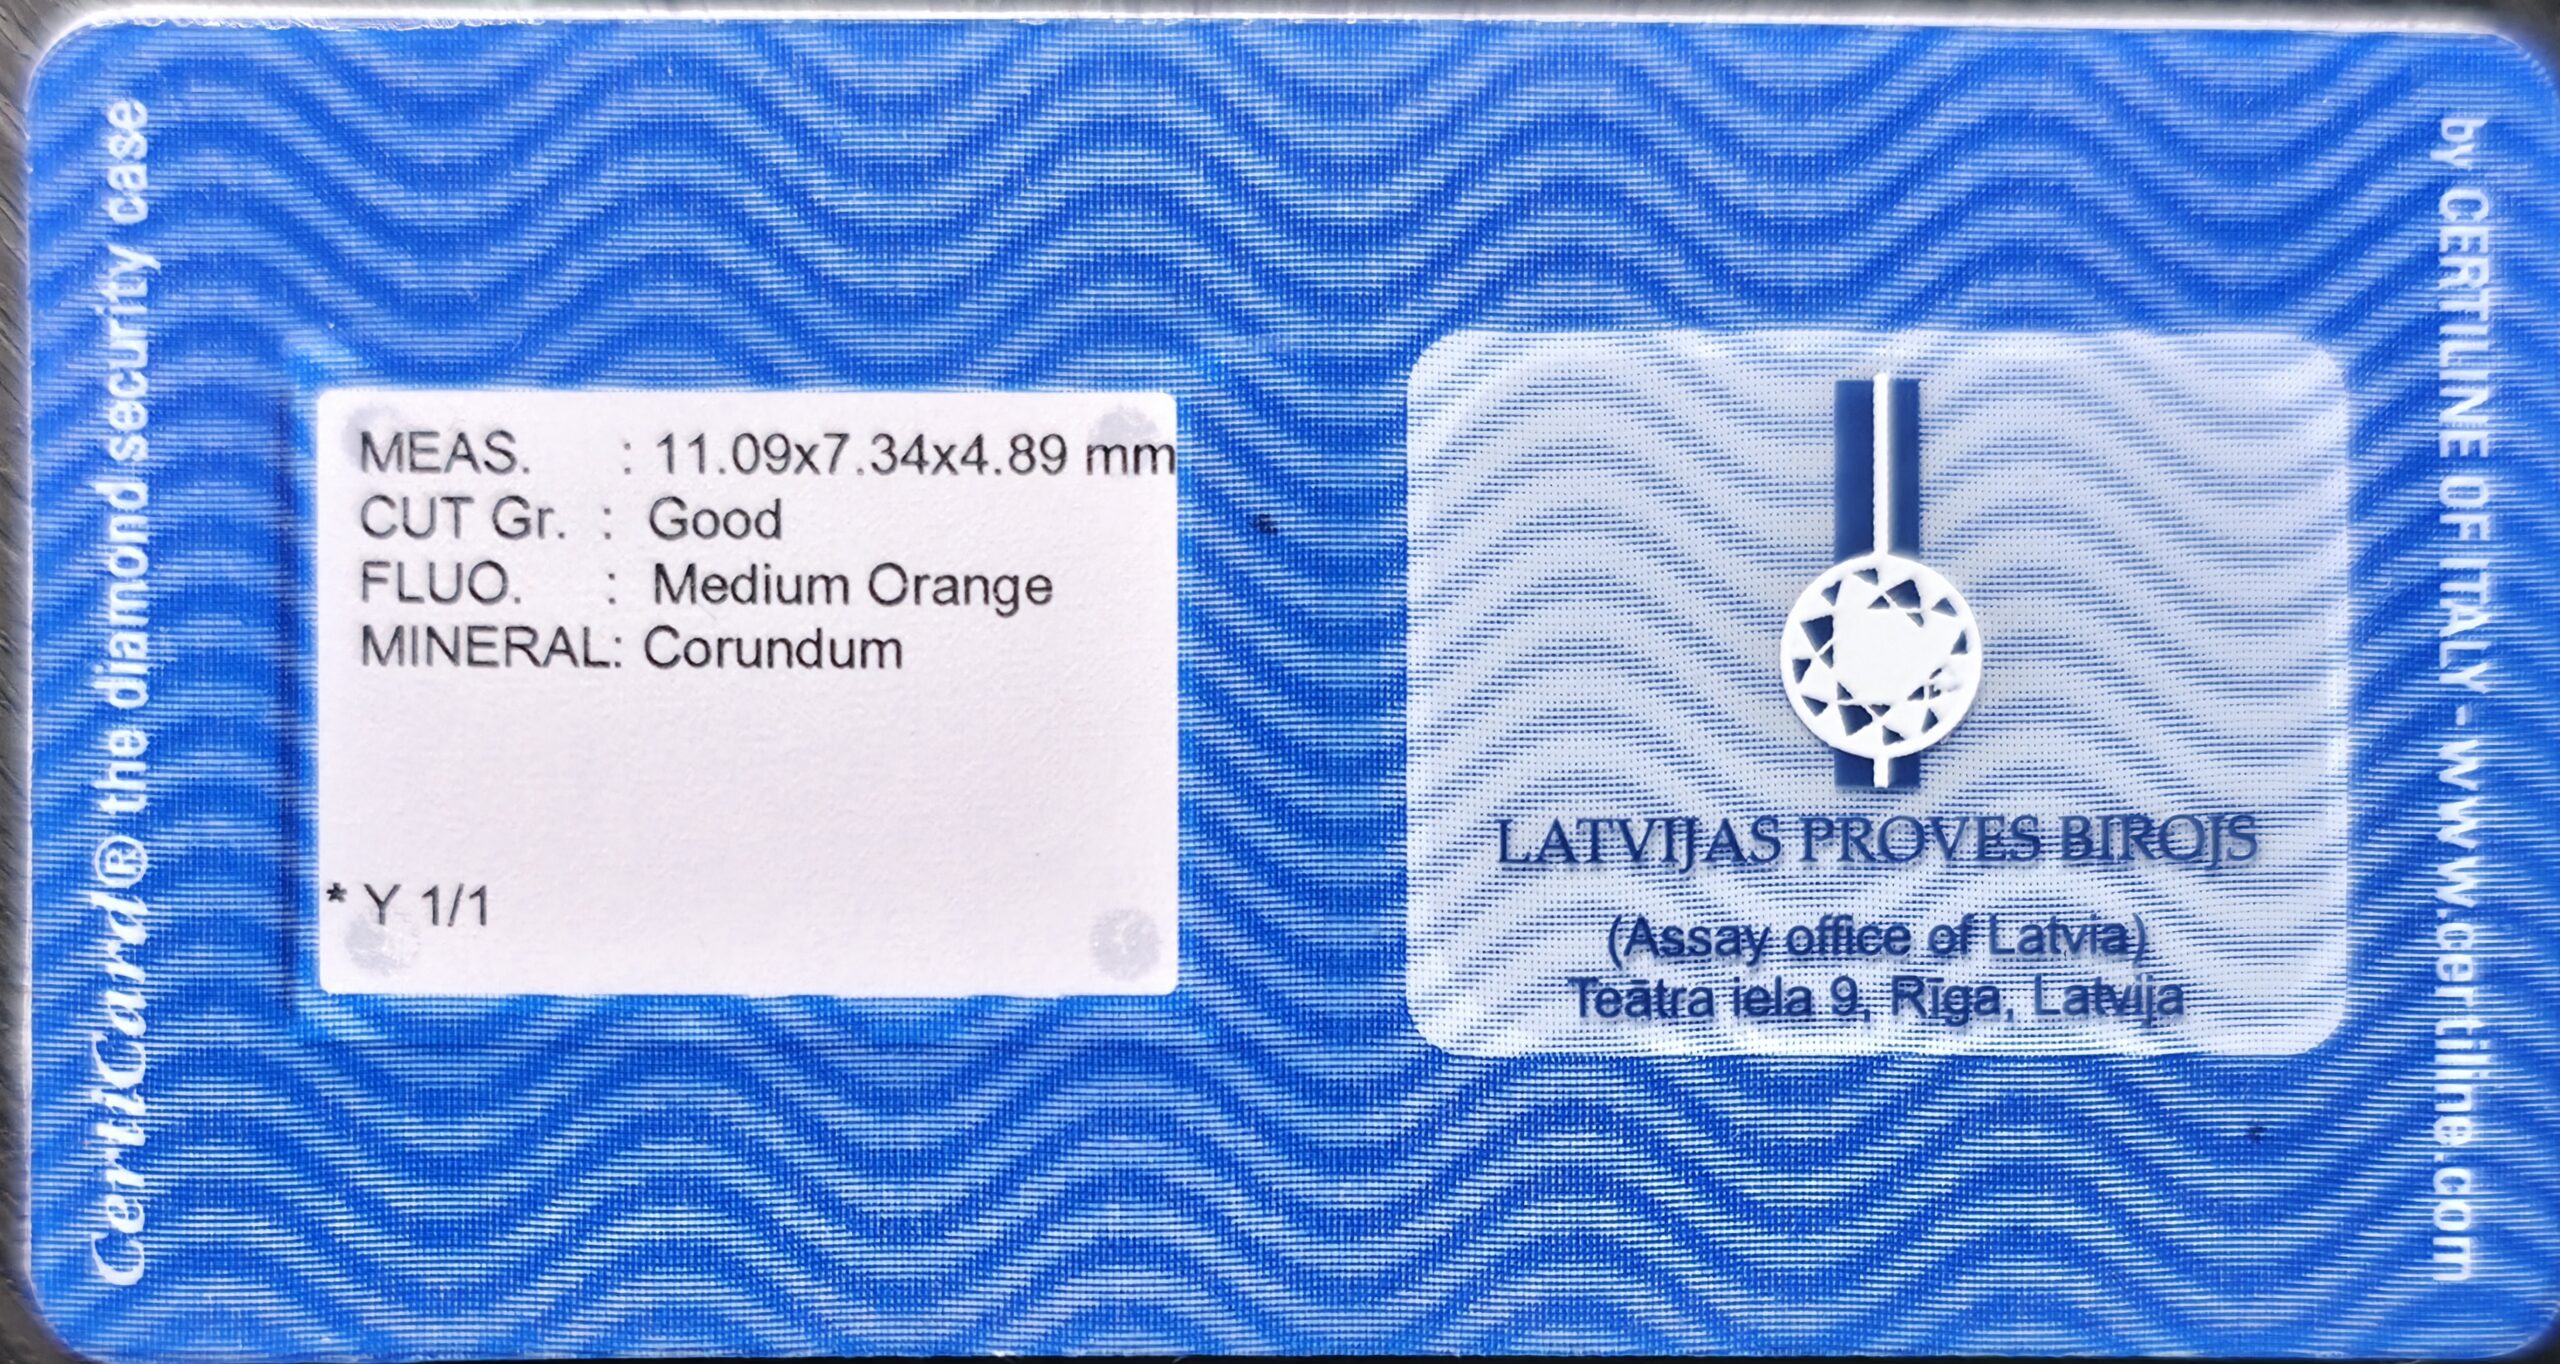 CertiCard® the diamond security case
MEAS. : 11.09x7.34x4.89 mm
CUT Gr. : Good
FLUO. : Medium Orange
MINERAL: Corundum
* Y 1/1
LATVIJAS PROVES BIROJS
(Assay office of Latvia)
Teātra iela 9, Rīga, Latvija
by CERTILINE OF ITALY - www.certiline.com